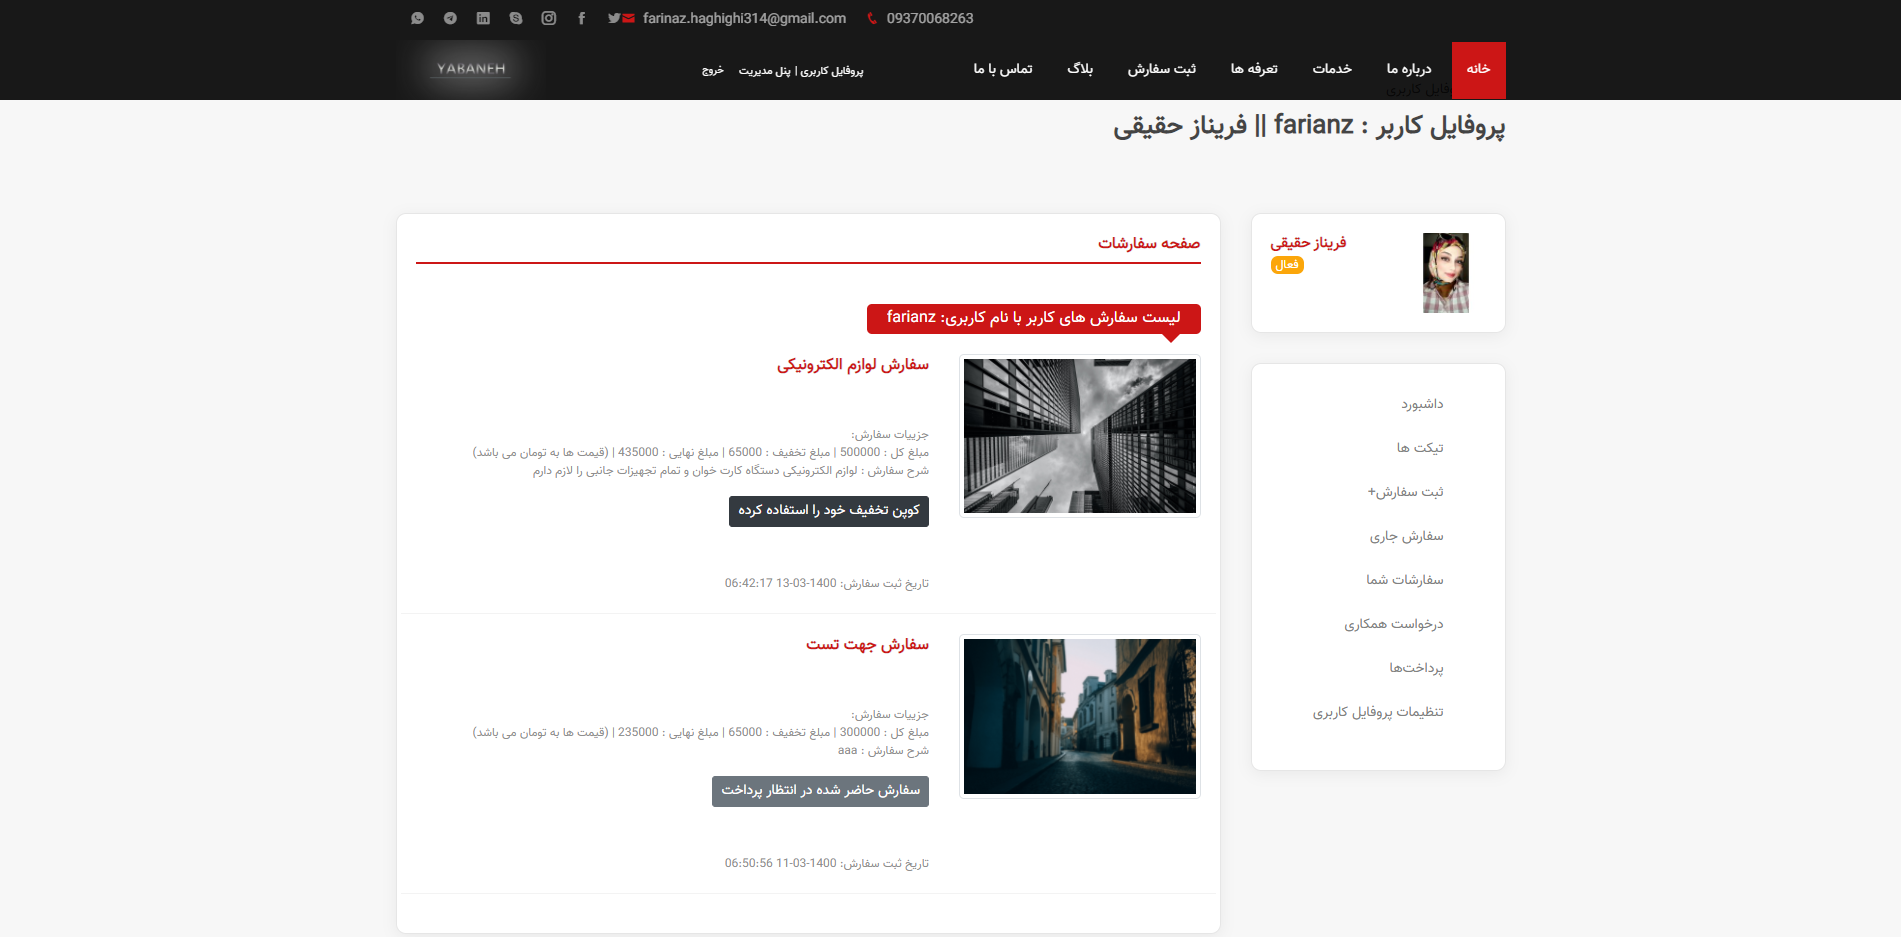 farinaz.haghighi314@gmail.com 09370068263
خانه درباره ما خدمات تعرفه ها ثبت سفارش بلاگ تماس با ما
پروفایل کاربری | پنل مدیریت خروج
YABANEH
کاربری
پروفایل کاربر : farianz || فریناز حقیقی
فریناز حقیقی
فعال
داشبورد
تیکت ها
ثبت سفارش+
سفارش جاری
سفارشات شما
درخواست همکاری
پرداخت‌ها
تنظیمات پروفایل کاربری
صفحه سفارشات
لیست سفارش های کاربر با نام کاربری: farianz
سفارش لوازم الکترونیکی
جزییات سفارش:
مبلغ کل : 500000 | مبلغ تخفیف : 65000 | مبلغ نهایی : 435000 | (قیمت ها به تومان می باشد)
شرح سفارش : لوازم الکترونیکی دستگاه کارت خوان و تمام تجهیزات جانبی را لازم دارم
کوپن تخفیف خود را استفاده کرده
تاریخ ثبت سفارش: 1400-03-13 06:42:17
سفارش جهت تست
جزییات سفارش:
مبلغ کل : 300000 | مبلغ تخفیف : 65000 | مبلغ نهایی : 235000 | (قیمت ها به تومان می باشد)
شرح سفارش : aaa
سفارش حاضر شده در انتظار پرداخت
تاریخ ثبت سفارش: 1400-03-11 06:50:56